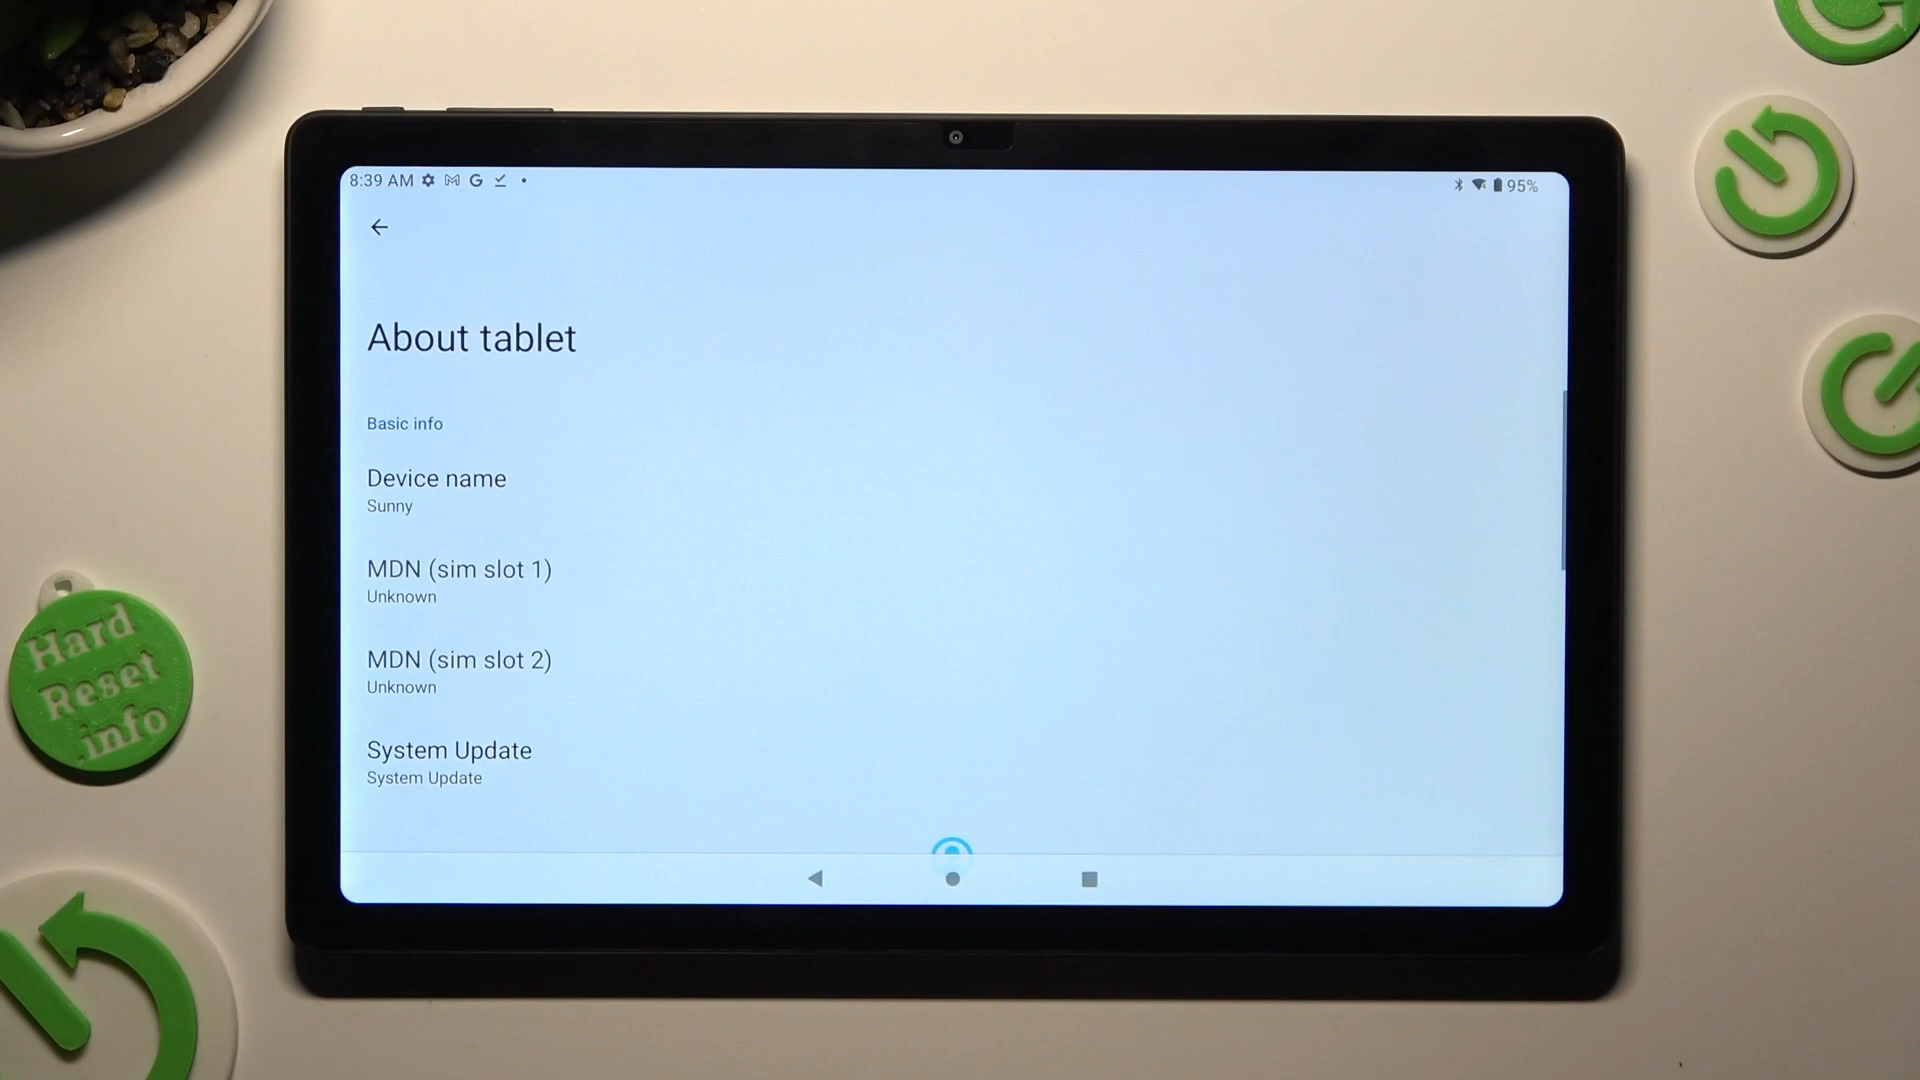 8:39 AM
95%
About tablet
Basic info
Device name
Sunny
MDN (sim slot 1)
Unknown
MDN (sim slot 2)
Unknown
System Update
System Update
Hard
Reset
.info